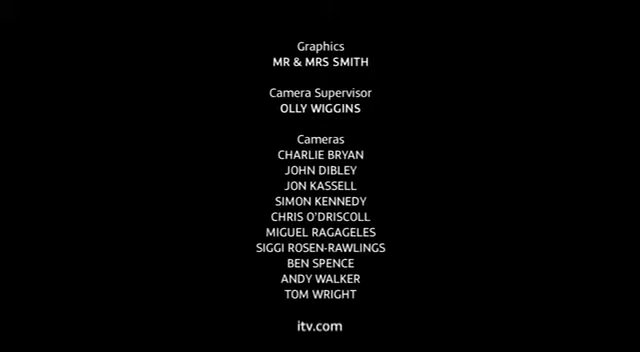 Graphics
MR & MRS SMITH
Camera Supervisor
OLLY WIGGINS
Cameras
CHARLIE BRYAN
JOHN DIBLEY
JON KASSELL
SIMON KENNEDY
CHRIS O'DRISCOLL
MIGUEL RAGAGELES
SIGGI ROSEN-RAWLINGS
BEN SPENCE
ANDY WALKER
TOM WRIGHT
itv.com